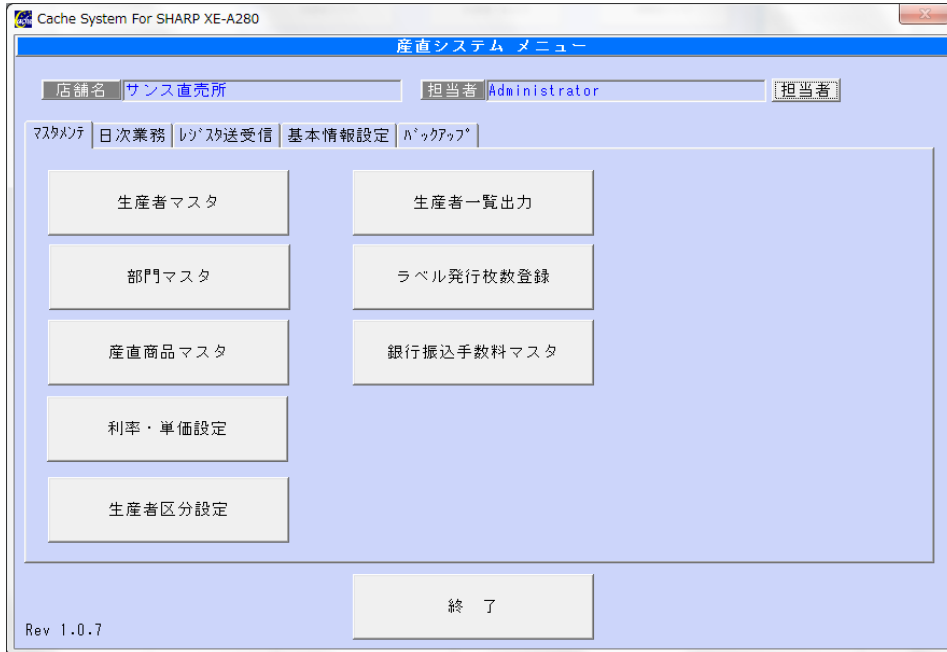 Cache System For SHARP XE-A280
産直システム メニュー
店舗名 サンス直売所 担当者 Administrator 担当者
ﾏｽﾀﾒﾝﾃ 日次業務 ﾚｼﾞｽﾀ送受信 基本情報設定 ﾊﾞｯｸｱｯﾌﾟ
生産者マスタ 生産者一覧出力
部門マスタ ラベル発行枚数登録
産直商品マスタ 銀行振込手数料マスタ
利率・単価設定
生産者区分設定
終 了
Rev 1.0.7